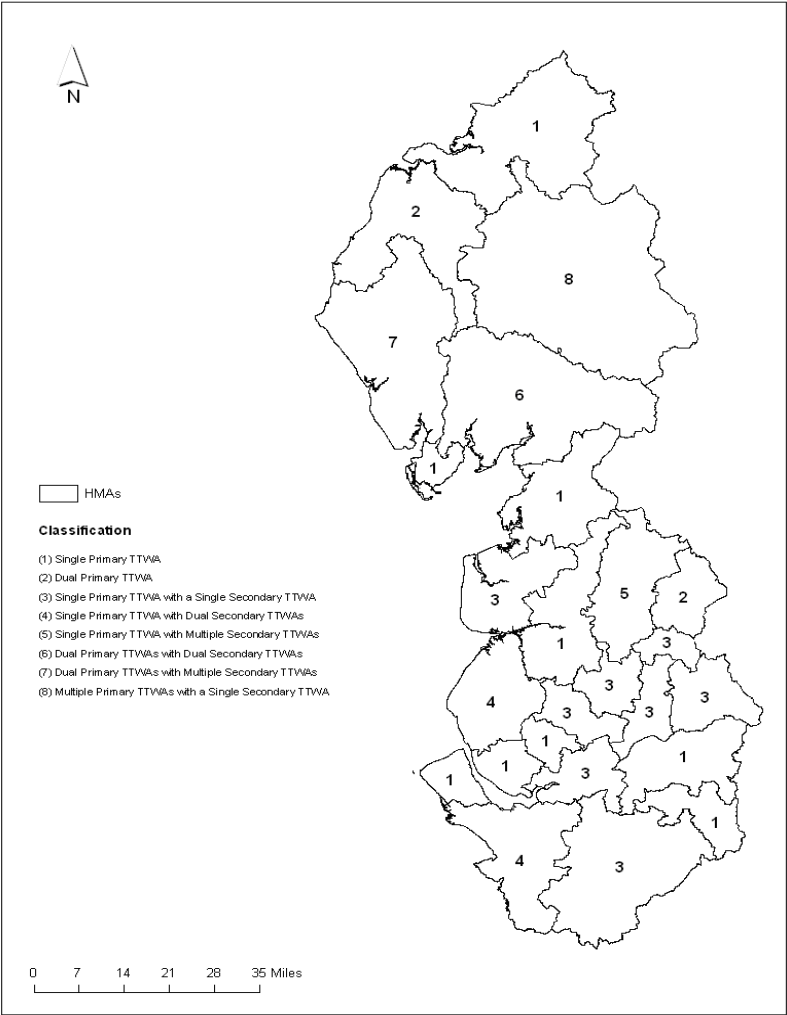 N
1
2
8
7
6
1
1
3
5
2
1
3
3
3
4
3
3
1
1
1
3
1
1
4
3
HMAs
Classification
(1) Single Primary TTWA
(2) Dual Primary TTWA
(3) Single Primary TTWA with a Single Secondary TTWA
(4) Single Primary TTWA with Dual Secondary TTWAs
(5) Single Primary TTWA with Multiple Secondary TTWAs
(6) Dual Primary TTWAs with Dual Secondary TTWAs
(7) Dual Primary TTWAs with Multiple Secondary TTWAs
(8) Multiple Primary TTWAs with a Single Secondary TTWA
0 7 14 21 28 35 Miles